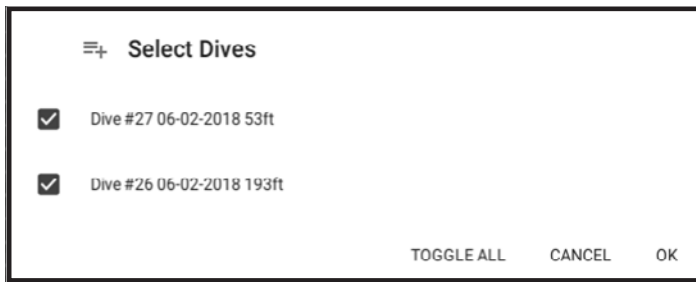 Select Dives
Dive #27 06-02-2018 53ft
Dive #26 06-02-2018 193ft
TOGGLE ALL CANCEL OK